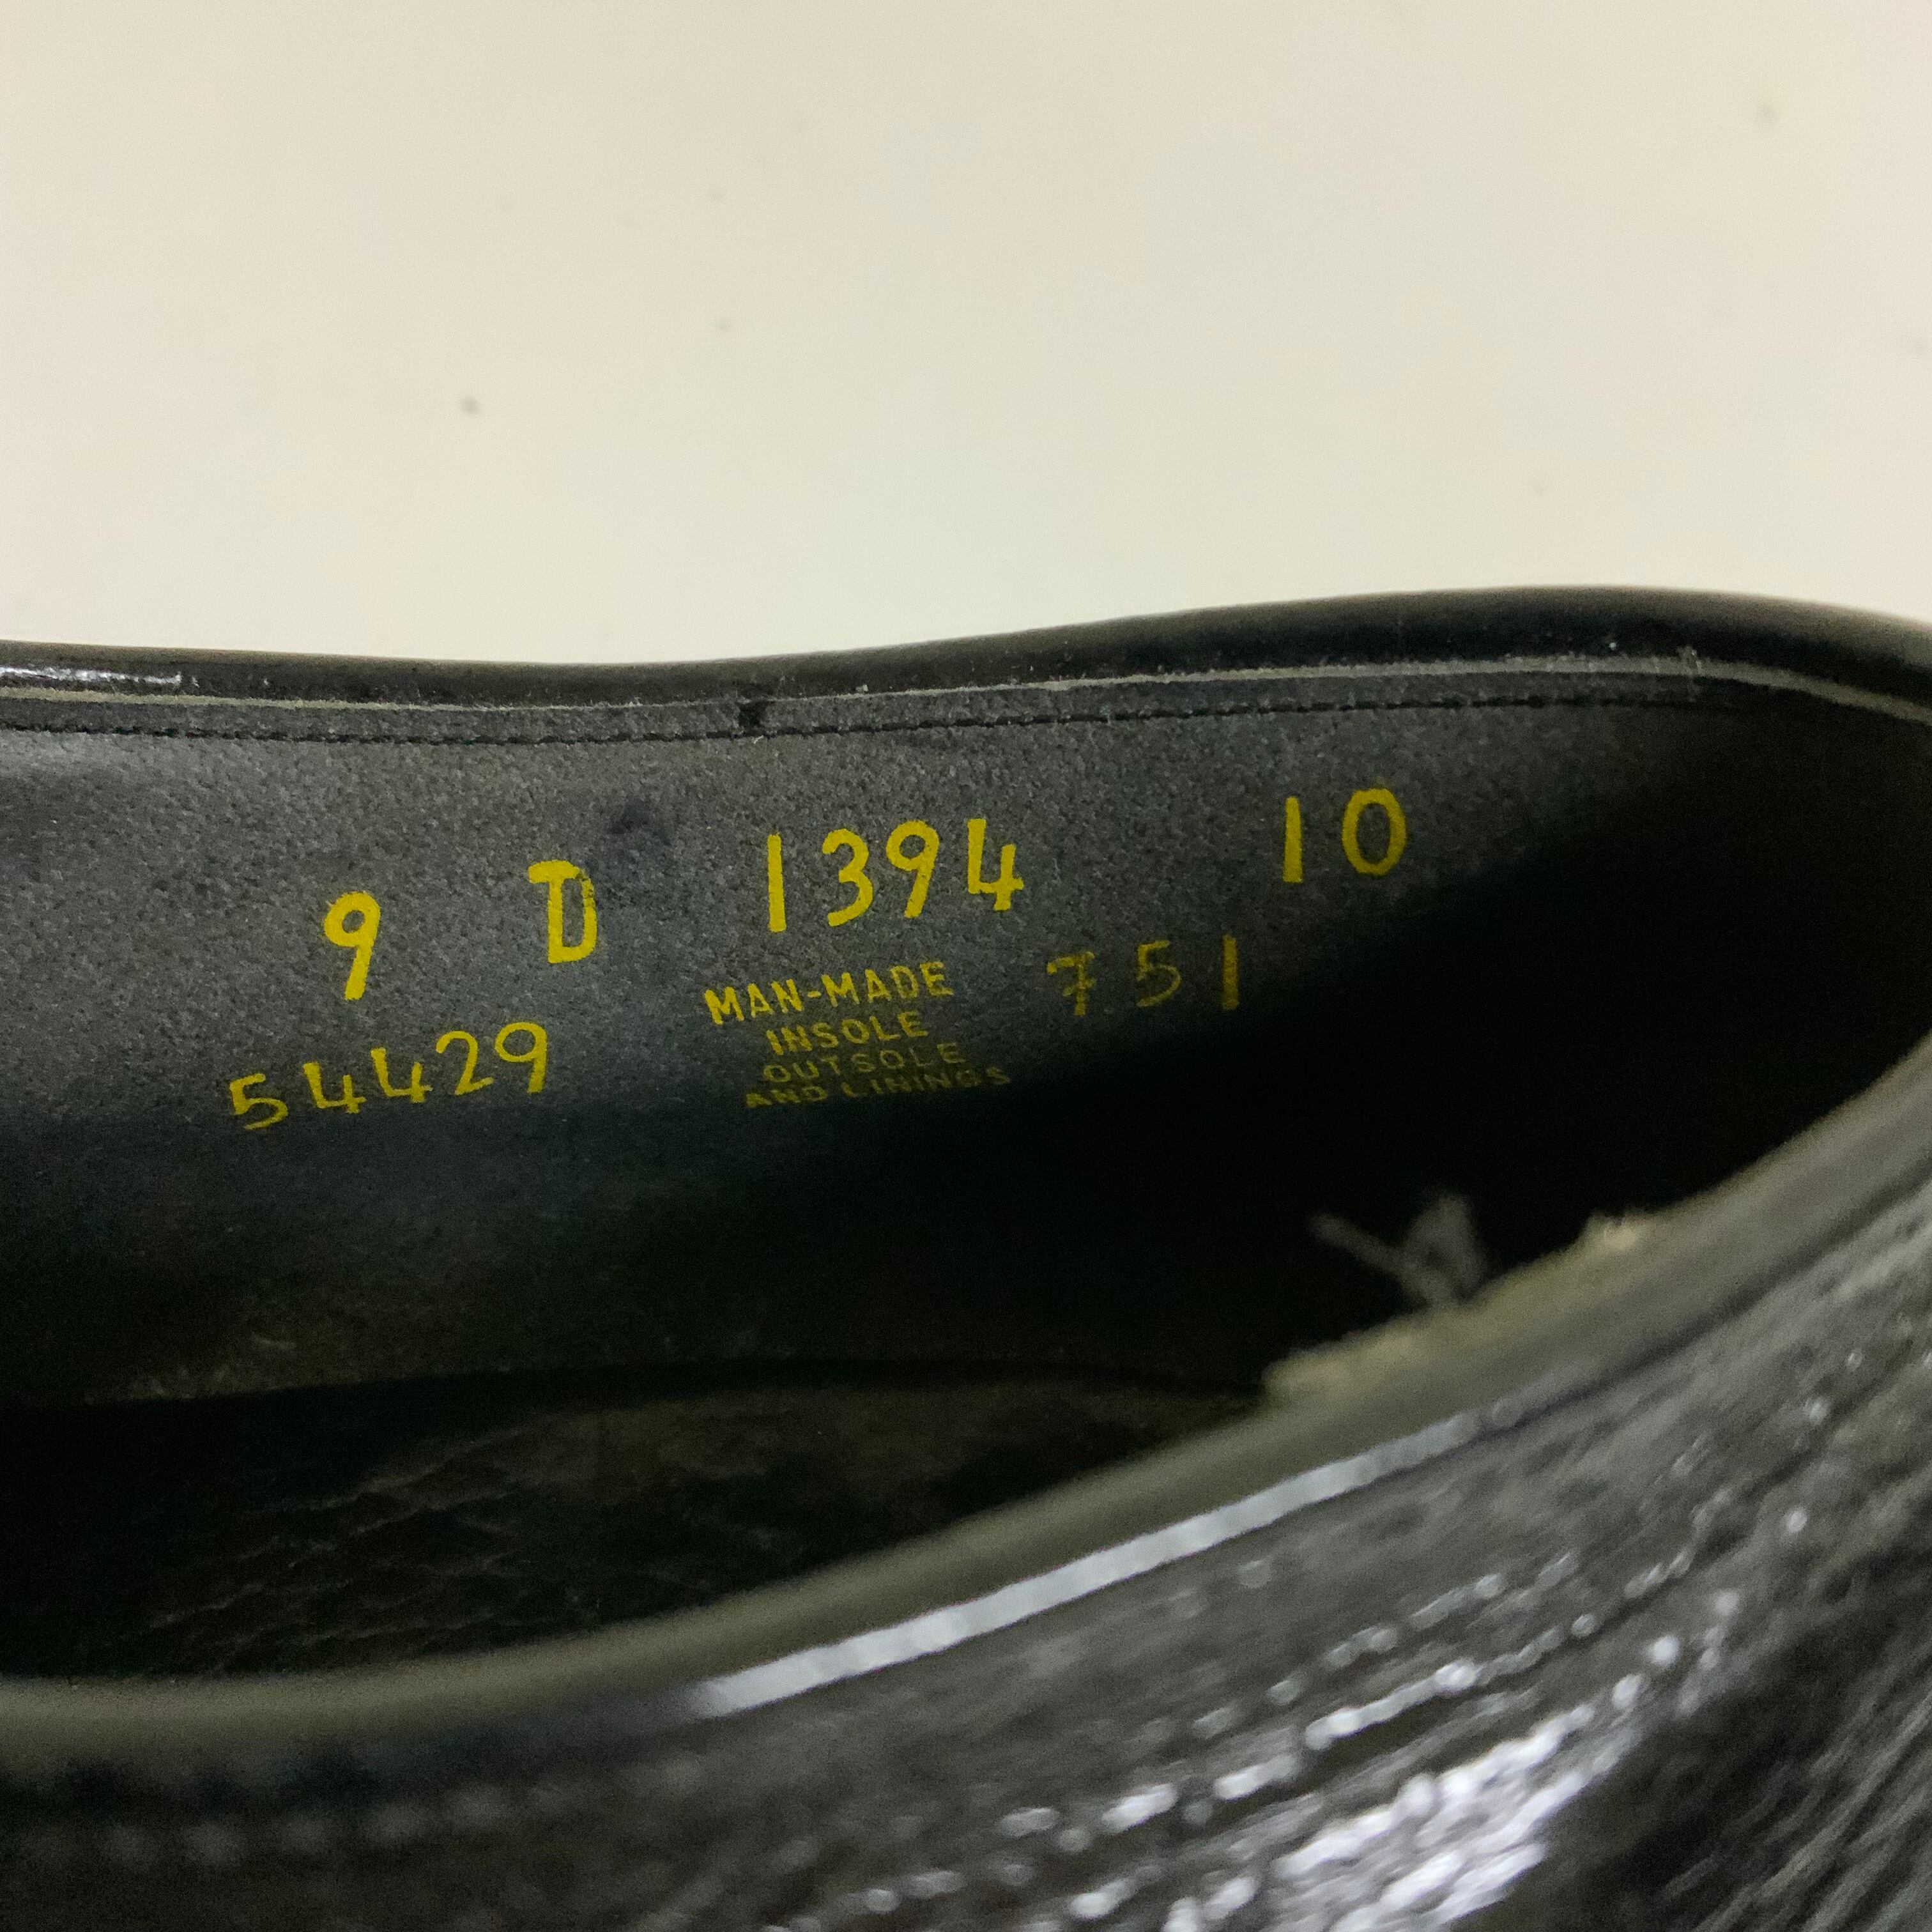 9 D 1394 10
54429 MAN-MADE 751
INSOLE
OUTSOLE
AND LININGS